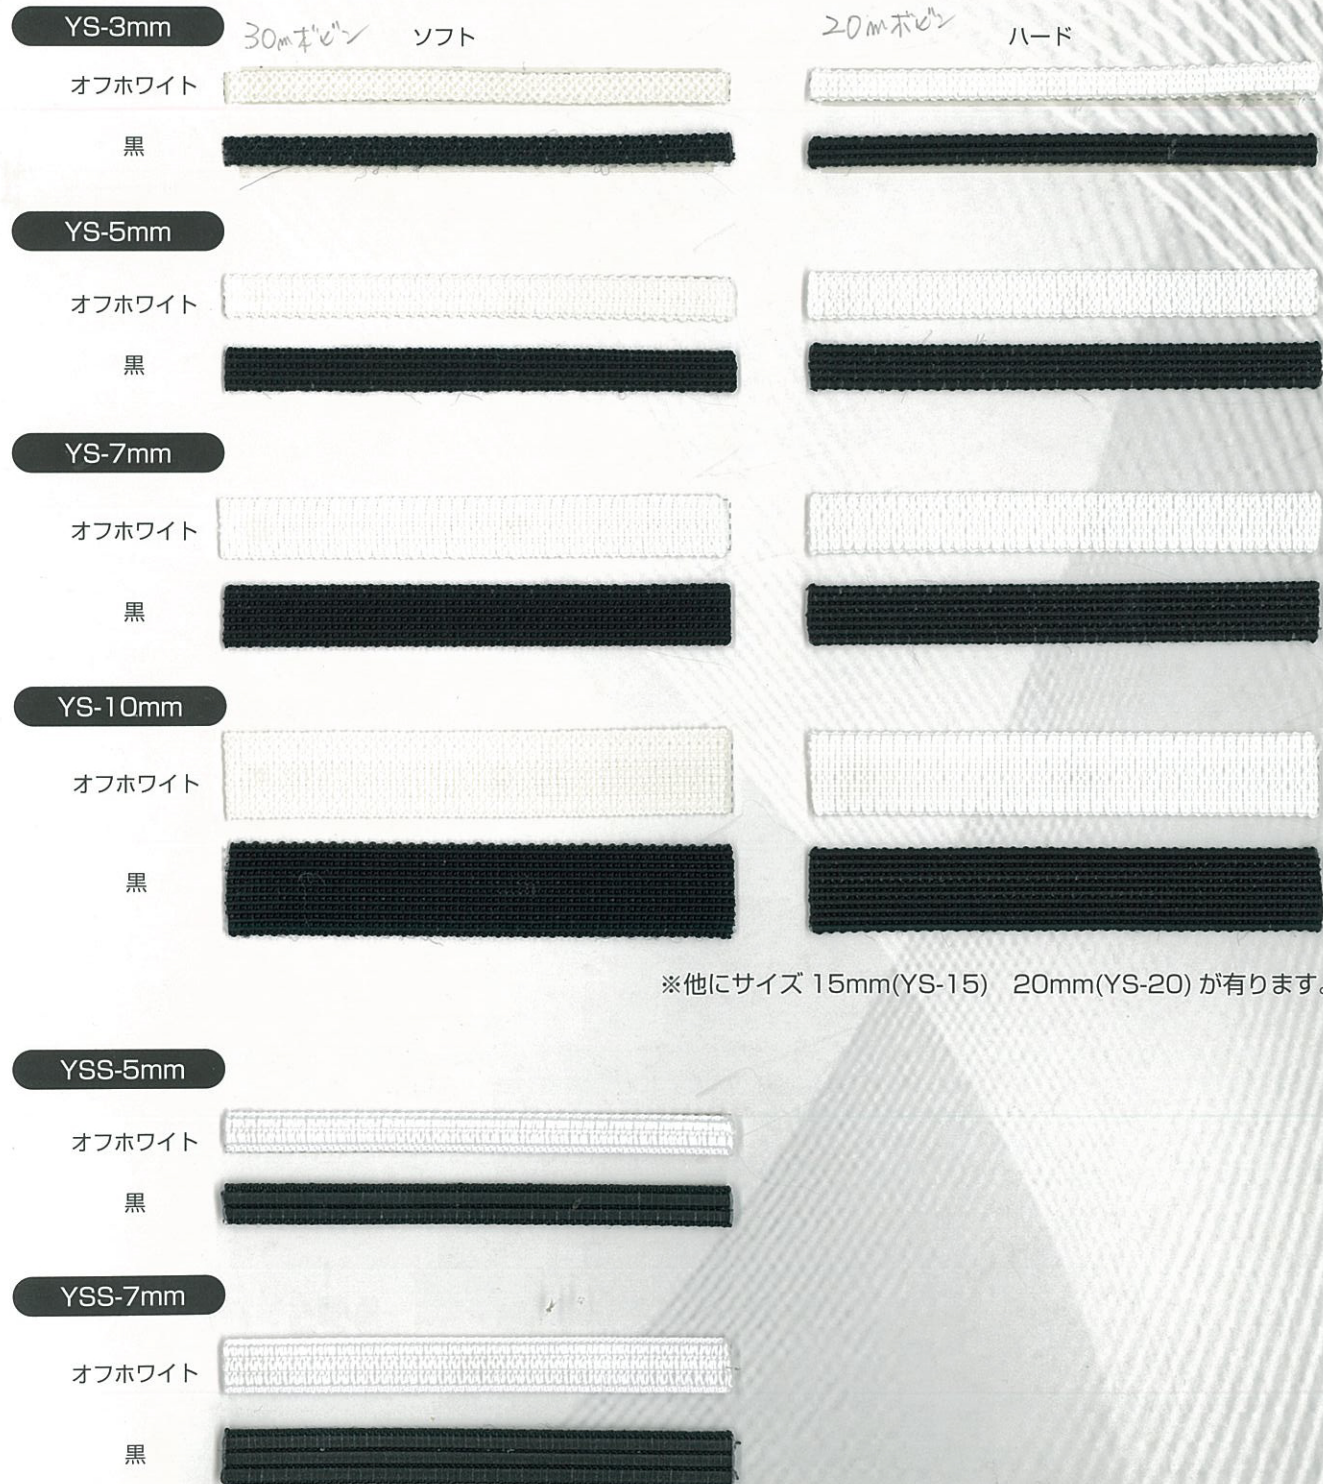 YS-3mm
30mボビン ソフト 20mボビン ハード
オフホワイト
黒
YS-5mm
オフホワイト
黒
YS-7mm
オフホワイト
黒
YS-10mm
オフホワイト
黒
※他にサイズ 15mm(YS-15) 20mm(YS-20) が有ります。
YSS-5mm
オフホワイト
黒
YSS-7mm
オフホワイト
黒